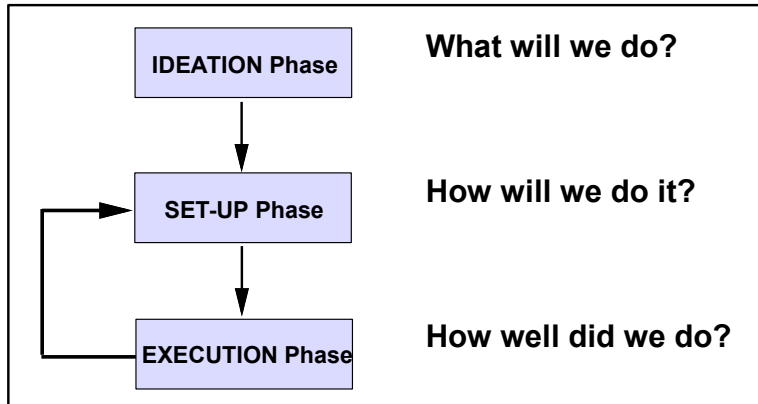 IDEATION Phase
What will we do?
SET-UP Phase
How will we do it?
EXECUTION Phase
How well did we do?